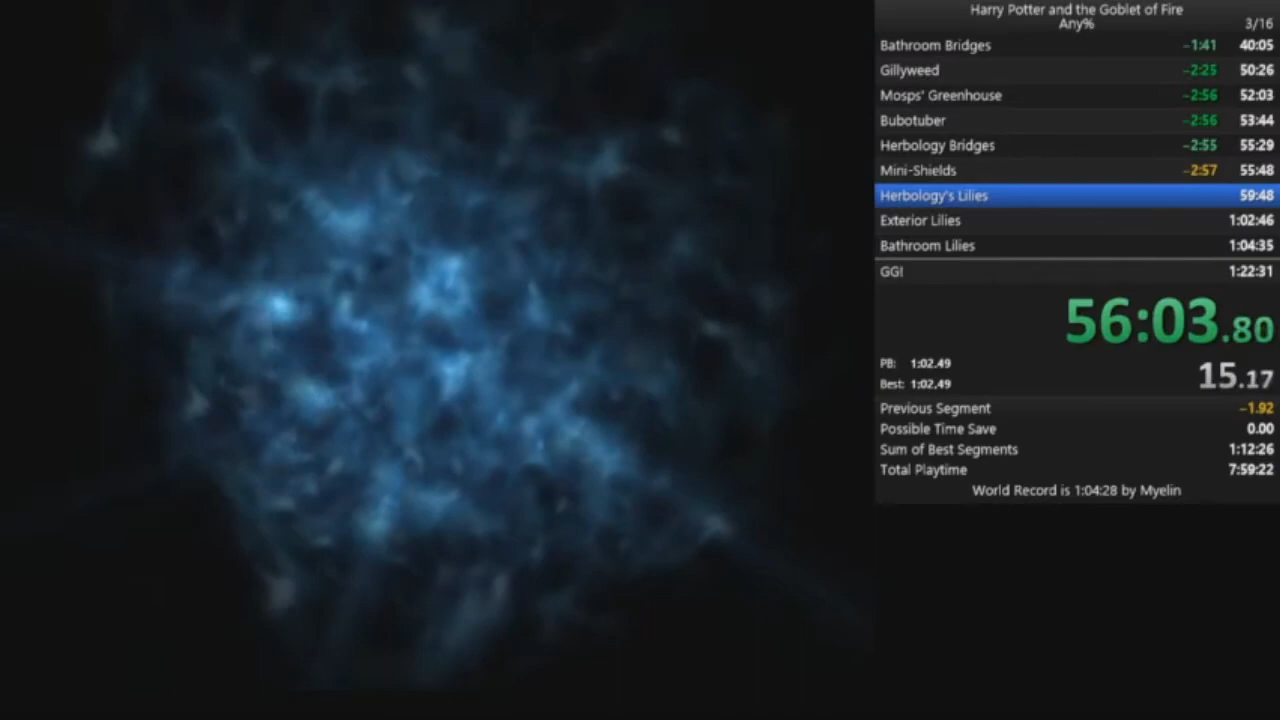 Harry Potter and the Goblet of Fire
Any% 3/16
Bathroom Bridges -1:41 40:05
Gillyweed -2:25 50:26
Mosps' Greenhouse -2:56 52:03
Bubotuber -2:56 53:44
Herbology Bridges -2:55 55:29
Mini-Shields -2:57 55:48
Herbology's Lilies 59:48
Exterior Lilies 1:02:46
Bathroom Lilies 1:04:35
GG! 1:22:31
56:03.80
PB: 1:02.49
Best: 1:02.49
15.17
Previous Segment -1.92
Possible Time Save 0.00
Sum of Best Segments 1:12:26
Total Playtime 7:59:22
World Record is 1:04:28 by Myelin